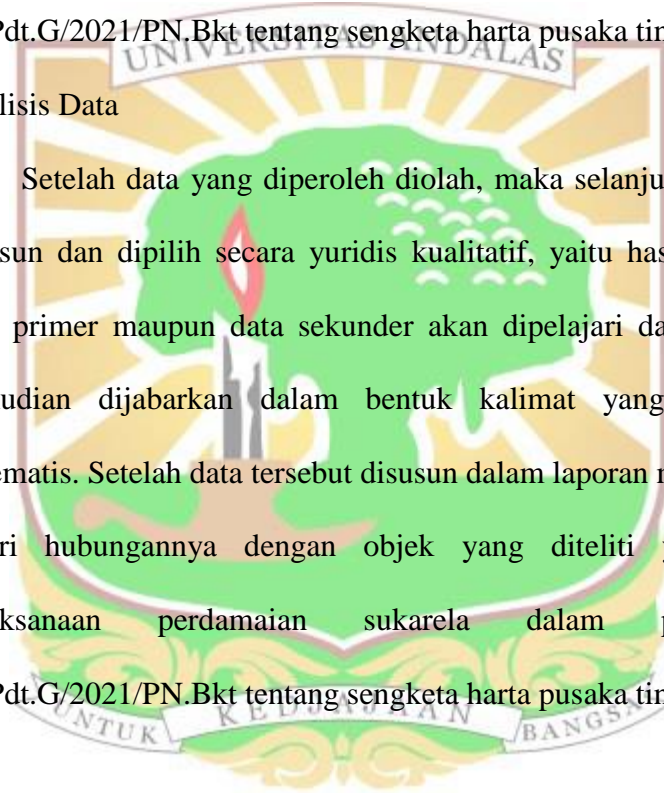 Pdt.G/2021/PN.Bkt tentang sengketa harta pusaka tin
UNIVERSITAS ANDALAS
lisis Data
Setelah data yang diperoleh diolah, maka selanju
sun dan dipilih secara yuridis kualitatif, yaitu has
primer maupun data sekunder akan dipelajari da
udian dijabarkan dalam bentuk kalimat yang
ematis. Setelah data tersebut disusun dalam laporan
ri hubungannya dengan objek yang diteliti y
ksanaan perdamaian sukarela dalam p
Pdt.G/2021/PN.Bkt tentang sengketa harta pusaka tin
UNTUK KEDJAJAAN BANGSA